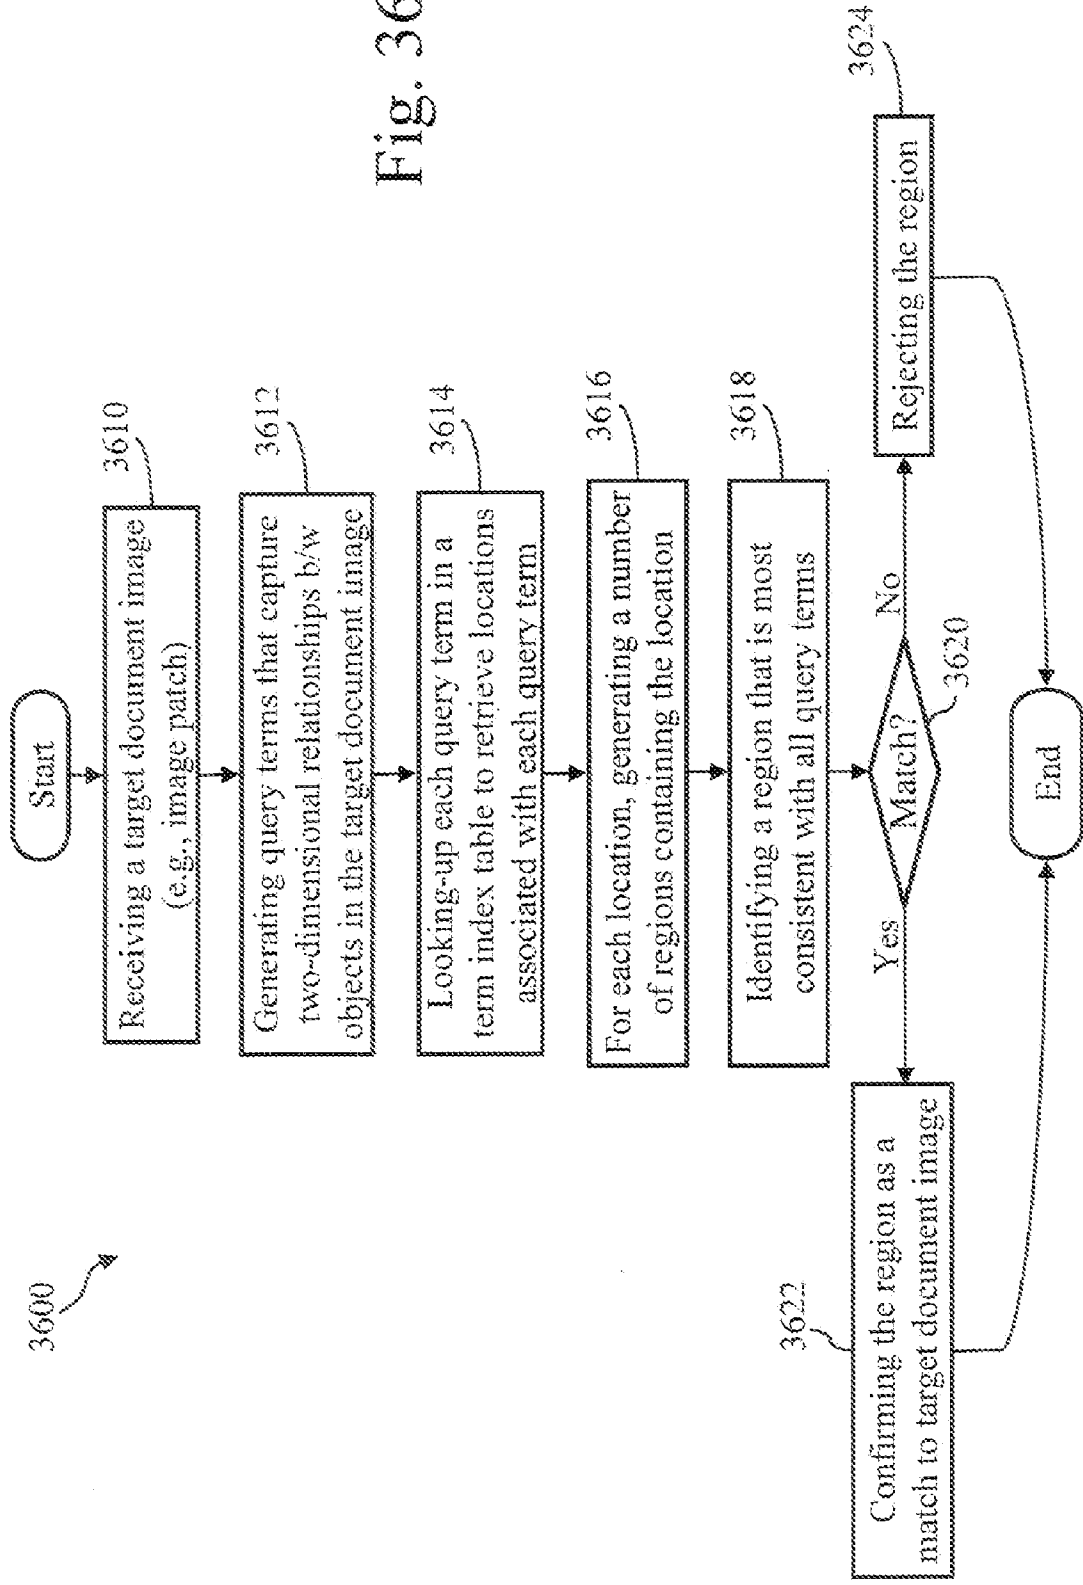 3600
Start
Receiving a target document image
(e.g., image patch)
3610
Generating query terms that capture
two-dimensional relationships b/w
objects in the target document image
3612
Looking-up each query term in a
term index table to retrieve locations
associated with each query term
3614
For each location, generating a number
of regions containing the location
3616
Identifying a region that is most
consistent with all query terms
3618
Match?
3620
Yes
No
3622
Confirming the region as a
match to target document image
Rejecting the region
3624
End
Fig. 36